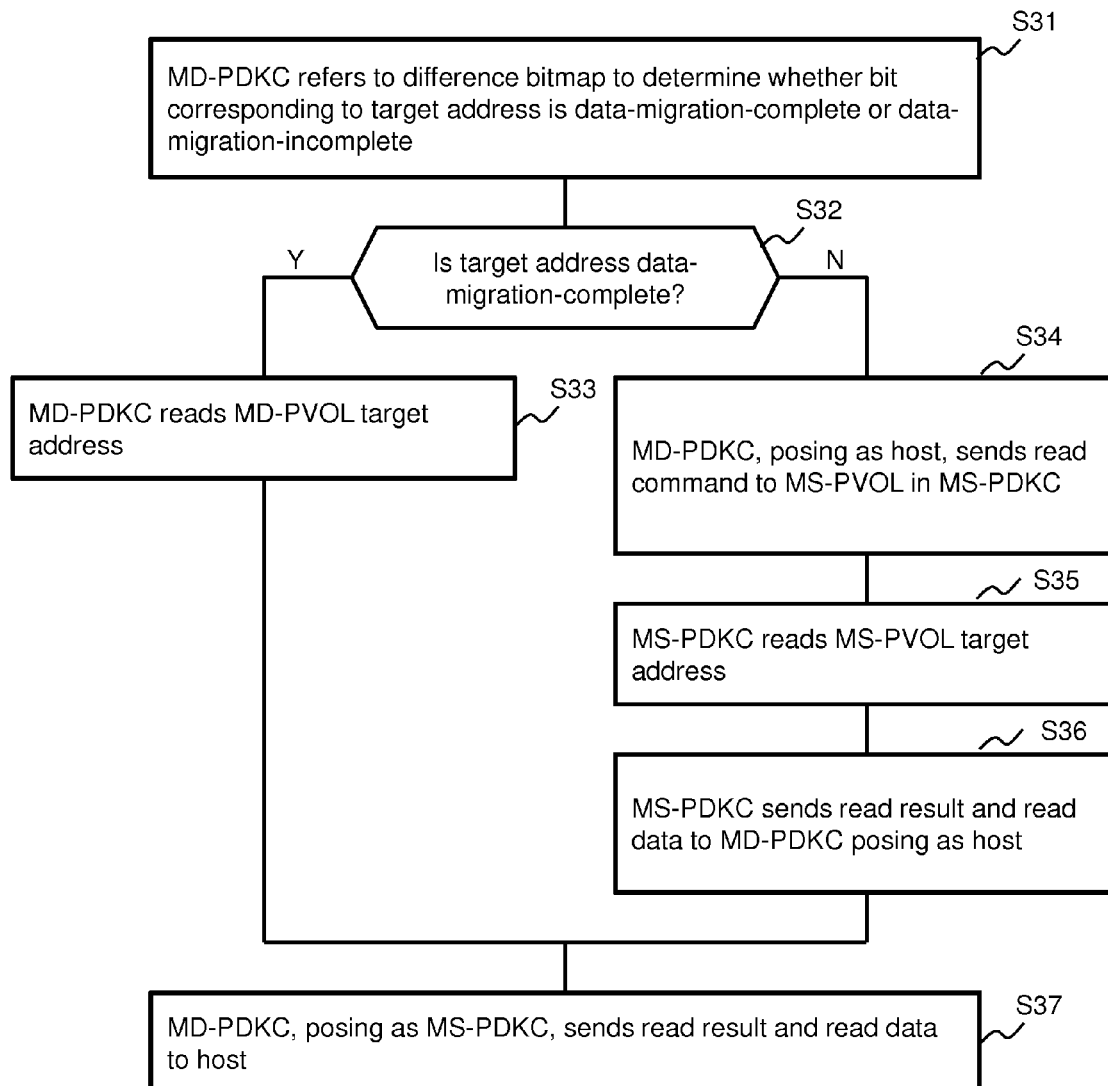 S31
MD-PDKC refers to difference bitmap to determine whether bit
corresponding to target address is data-migration-complete or data-
migration-incomplete
S32
Y
Is target address data-
migration-complete?
N
S33
MD-PDKC reads MD-PVOL target
address
S34
MD-PDKC, posing as host, sends read
command to MS-PVOL in MS-PDKC
S35
MS-PDKC reads MS-PVOL target
address
S36
MS-PDKC sends read result and read
data to MD-PDKC posing as host
S37
MD-PDKC, posing as MS-PDKC, sends read result and read data
to host